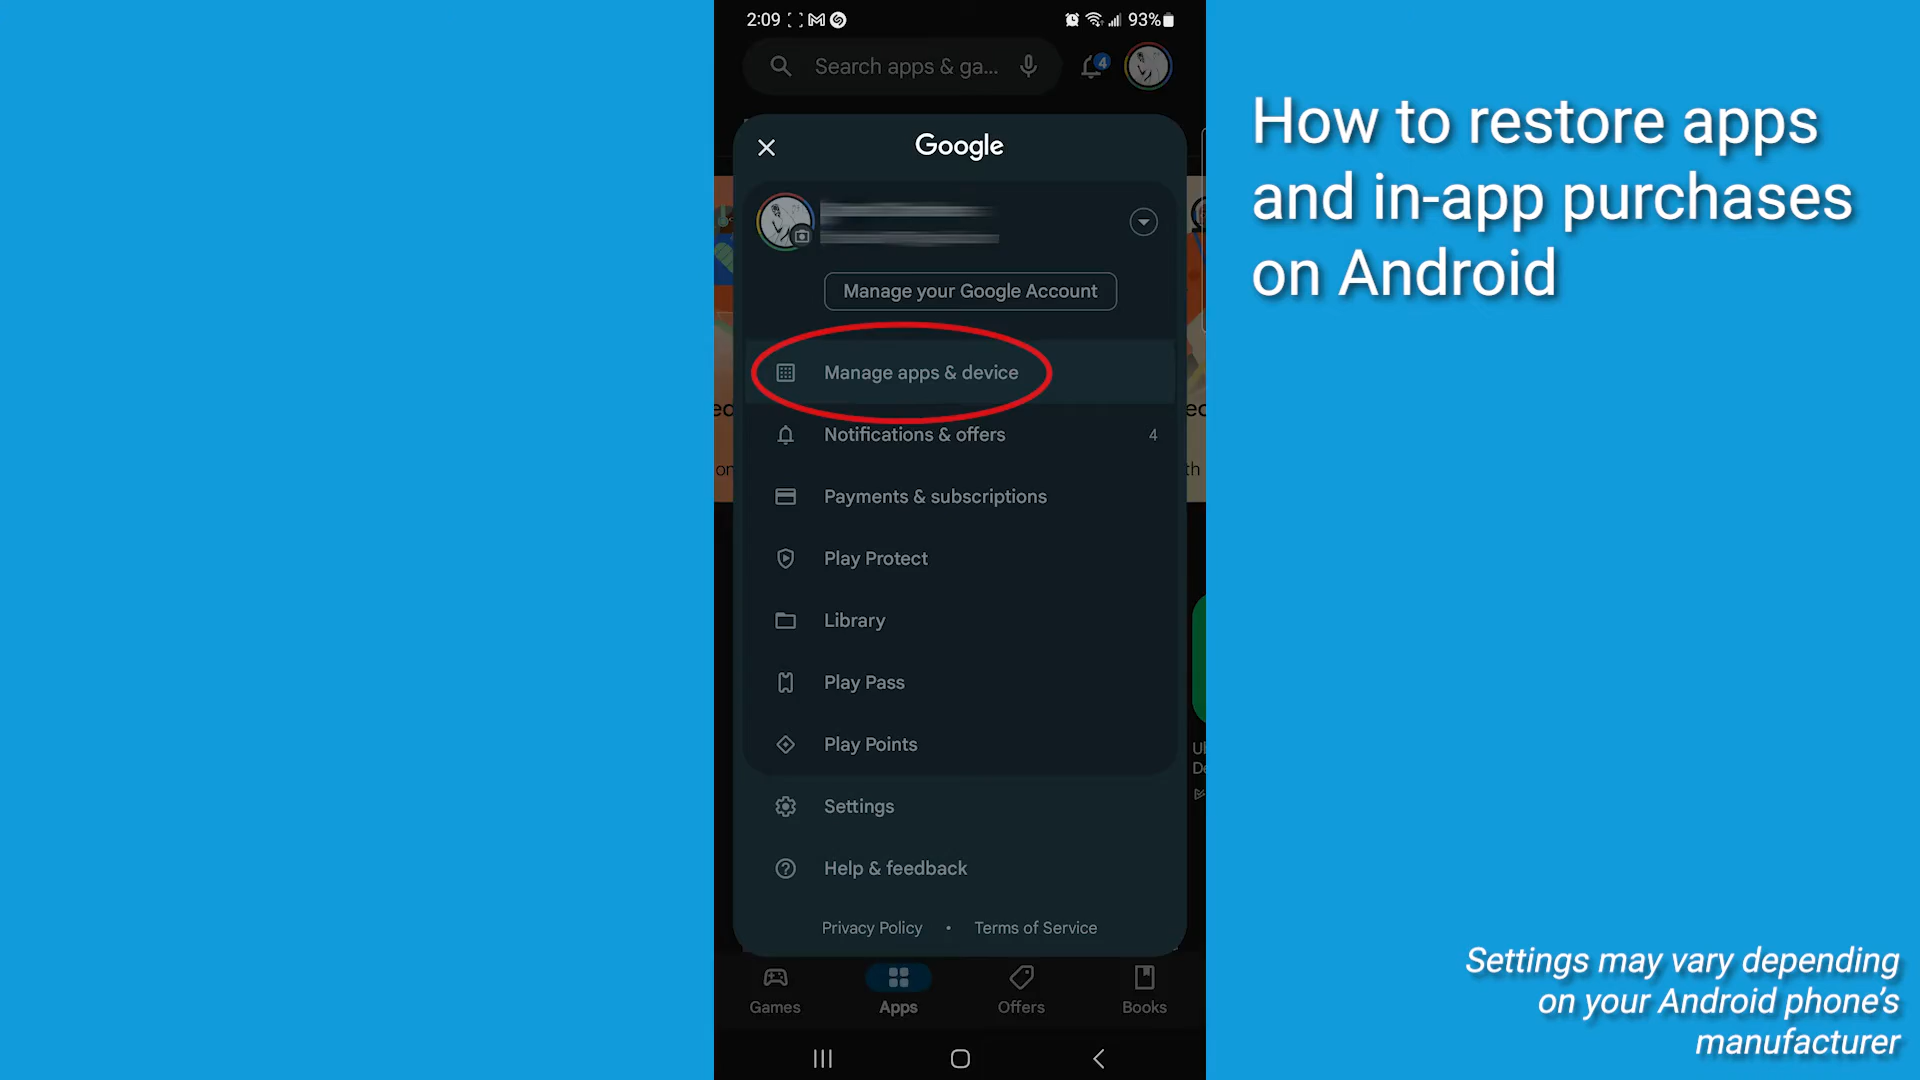 2:09
93%
Search apps & ga...
4
Google
Manage your Google Account
Manage apps & device
Notifications & offers 4
Payments & subscriptions
Play Protect
Library
Play Pass
Play Points
Settings
Help & feedback
Privacy Policy • Terms of Service
Games Apps Offers Books
How to restore apps
and in-app purchases
on Android
Settings may vary depending
on your Android phone's
manufacturer